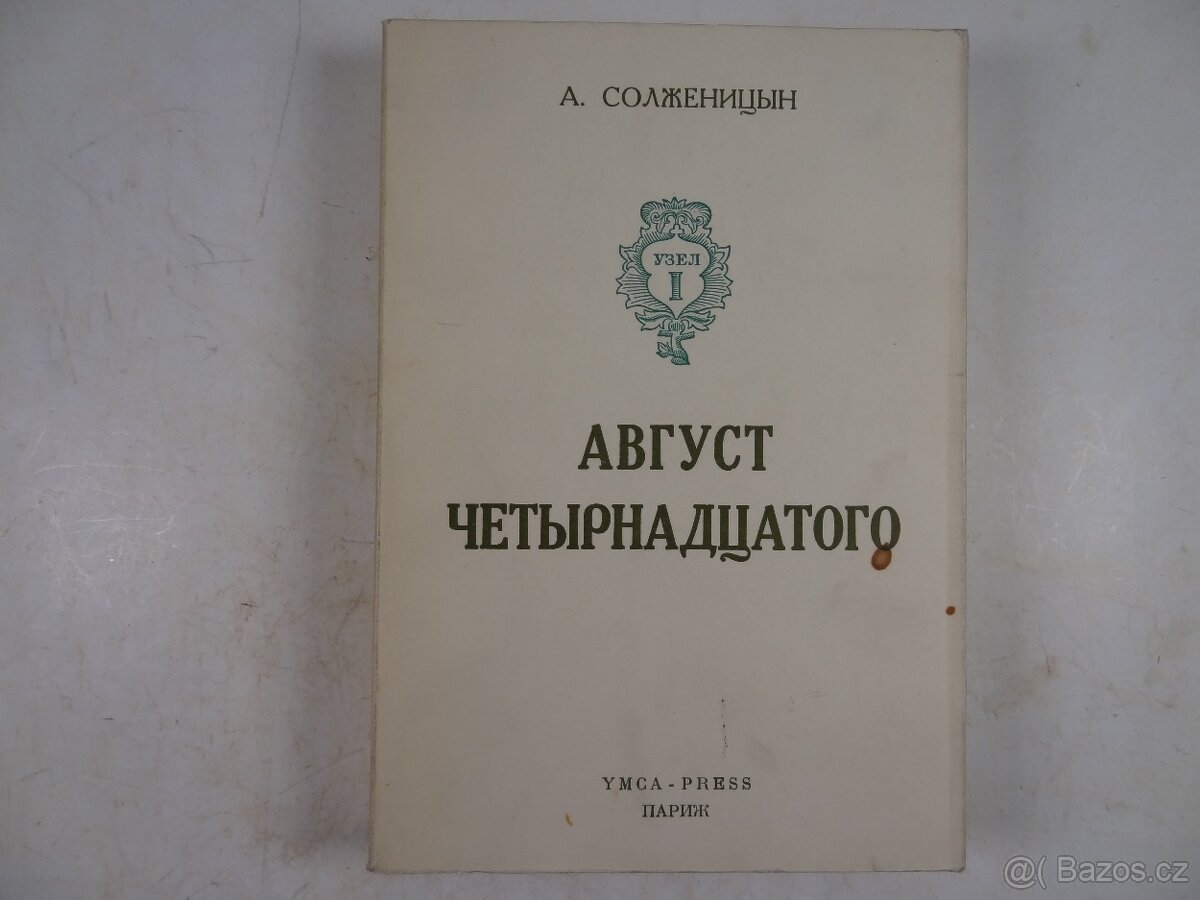 А. СОЛЖЕНИЦЫН
УЗЕЛ
I
АВГУСТ
ЧЕТЫРНАДЦАТОГО
YMCA - PRESS
ПАРИЖ
Bazos.cz